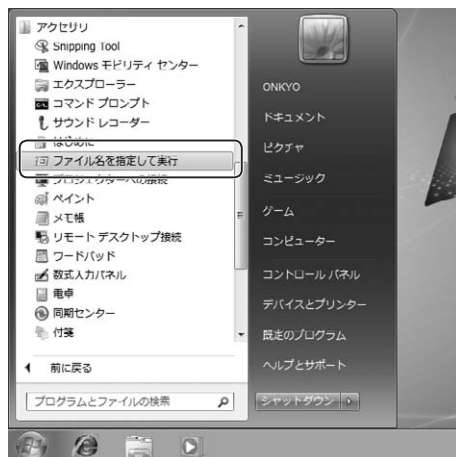 アクセサリ
Snipping Tool
Windows モビリティ センター
エクスプローラー
コマンド プロンプト
サウンド レコーダー
はじめに
ファイル名を指定して実行
プロジェクターへの接続
ペイント
メモ帳
リモート デスクトップ接続
ワードパッド
数式入力パネル
電卓
同期センター
付箋
前に戻る
プログラムとファイルの検索
ONKYO
ドキュメント
ピクチャ
ミュージック
ゲーム
コンピューター
コントロール パネル
デバイスとプリンター
既定のプログラム
ヘルプとサポート
シャットダウン